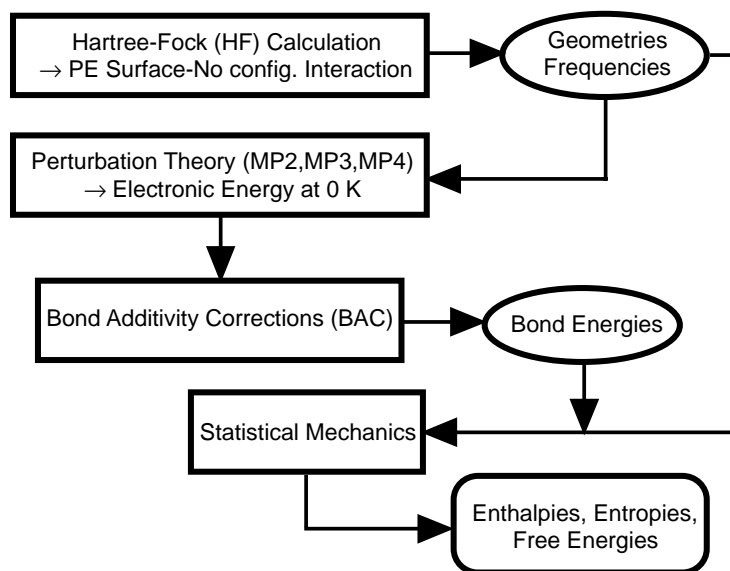 Hartree-Fock (HF) Calculation
→ PE Surface-No config. Interaction
Geometries
Frequencies
Perturbation Theory (MP2,MP3,MP4)
→ Electronic Energy at 0 K
Bond Additivity Corrections (BAC)
Bond Energies
Statistical Mechanics
Enthalpies, Entropies,
Free Energies